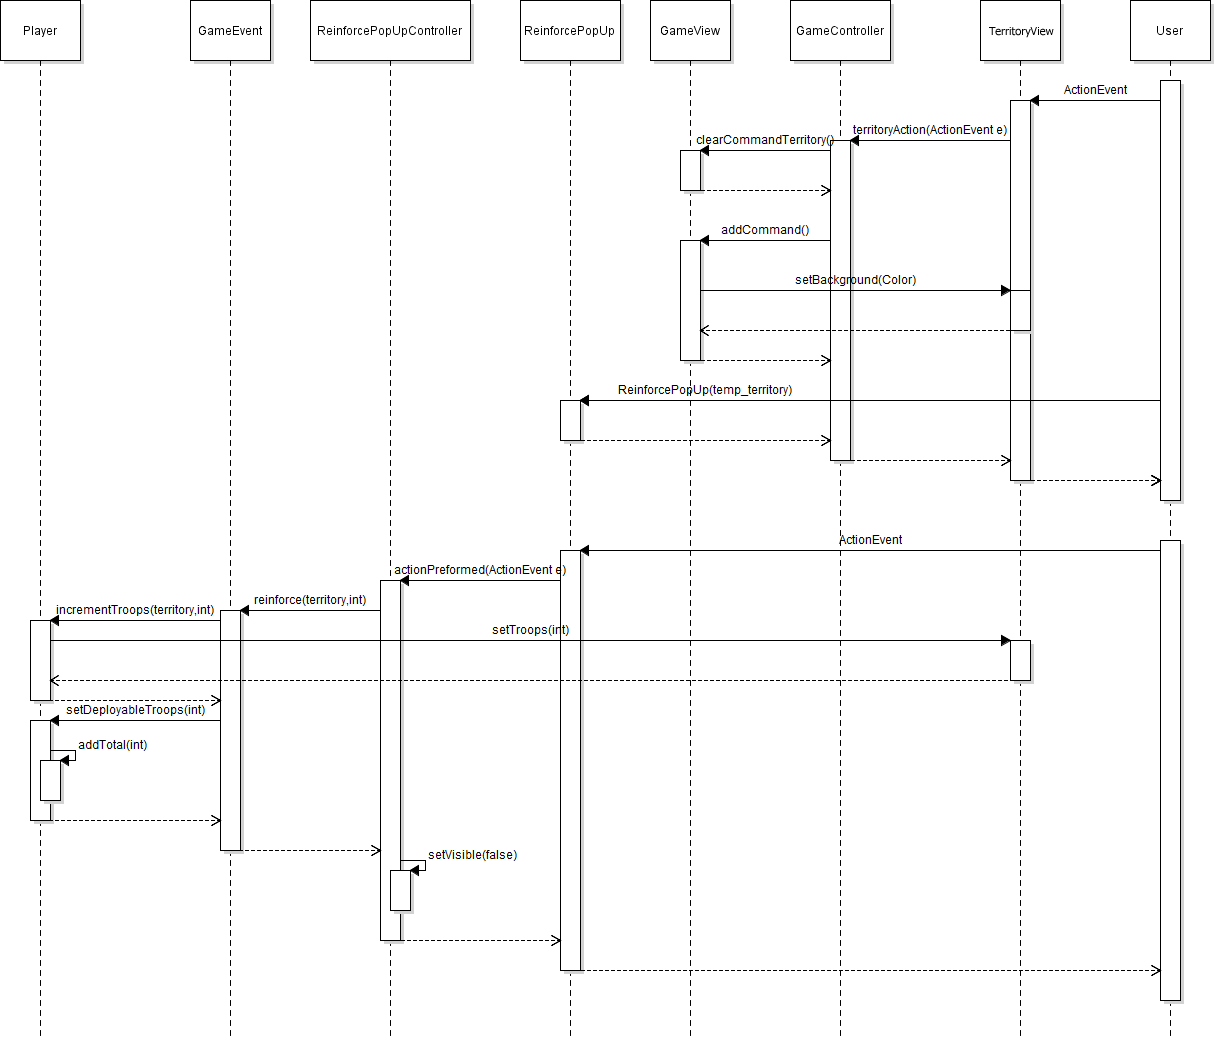 Player
GameEvent
ReinforcePopUpController
ReinforcePopUp
GameView
GameController
TerritoryView
User
ActionEvent
territoryAction(ActionEvent e)
clearCommandTerritory()
addCommand()
setBackground(Color)
ReinforcePopUp(temp_territory)
ActionEvent
actionPreformed(ActionEvent e)
reinforce(territory,int)
incrementTroops(territory,int)
setTroops(int)
setDeployableTroops(int)
addTotal(int)
setVisible(false)